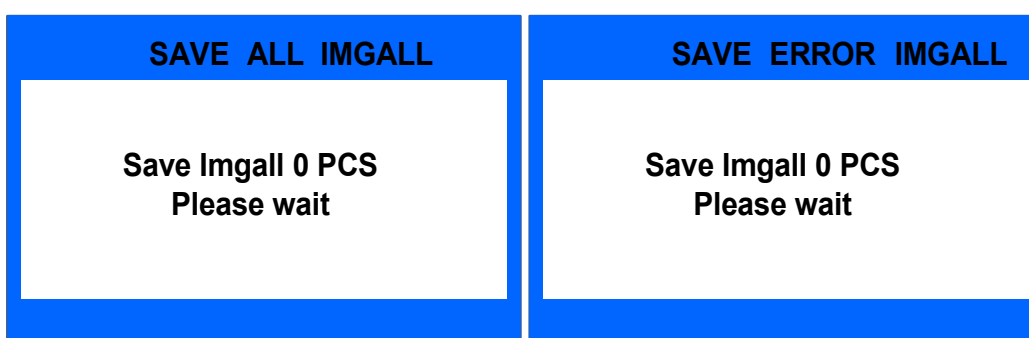 SAVE ALL IMGALL
Save Imgall 0 PCS
Please wait
SAVE ERROR IMGALL
Save Imgall 0 PCS
Please wait